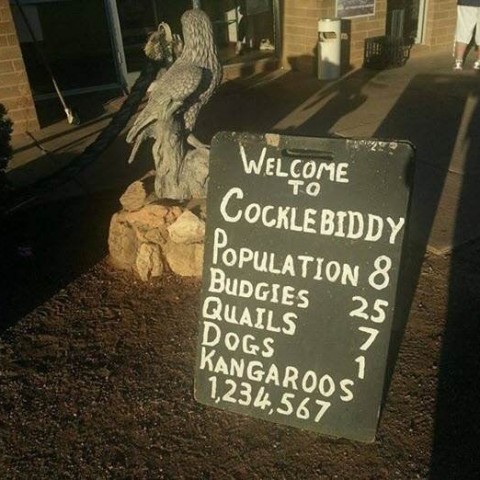 WELCOME
TO
COCKLEBIDDY
POPULATION 8
BUDGIES 25
QUAILS 7
DOGS 1
KANGAROOS
1,234,567